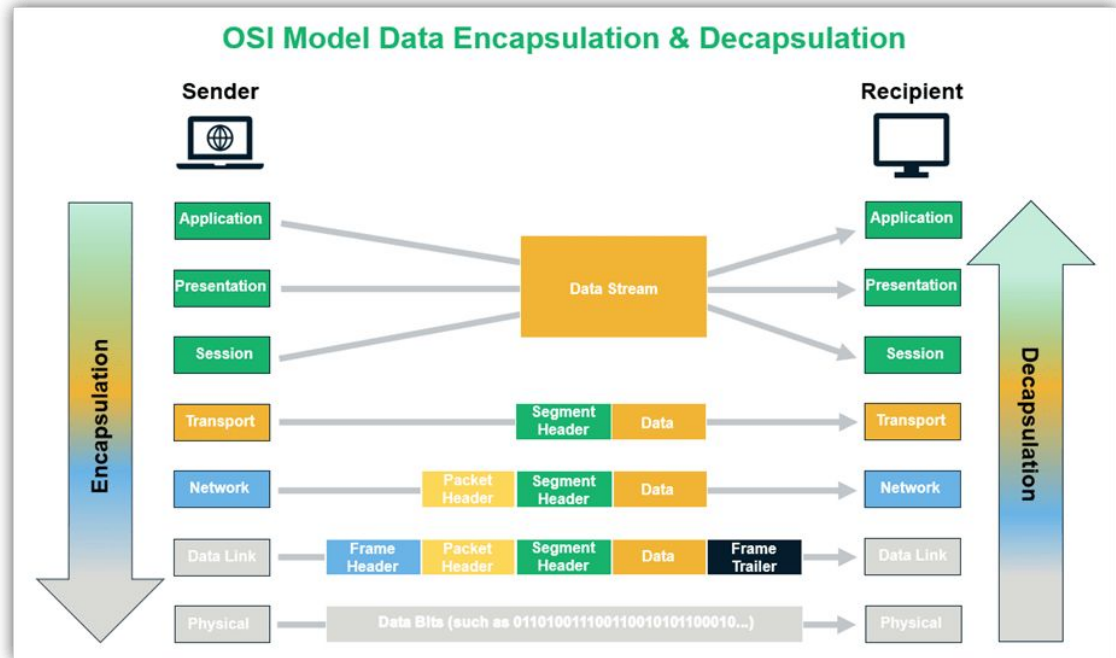 OSI Model Data Encapsulation & Decapsulation
Sender
Recipient
Encapsulation
Decapsulation
Application
Application
Presentation
Data Stream
Presentation
Session
Session
Transport
Segment
Header
Data
Transport
Network
Packet
Header
Segment
Header
Data
Network
Data Link
Frame
Header
Packet
Header
Segment
Header
Data
Frame
Trailer
Data Link
Physical
Data Bits (such as 011010011100110010101100010...)
Physical